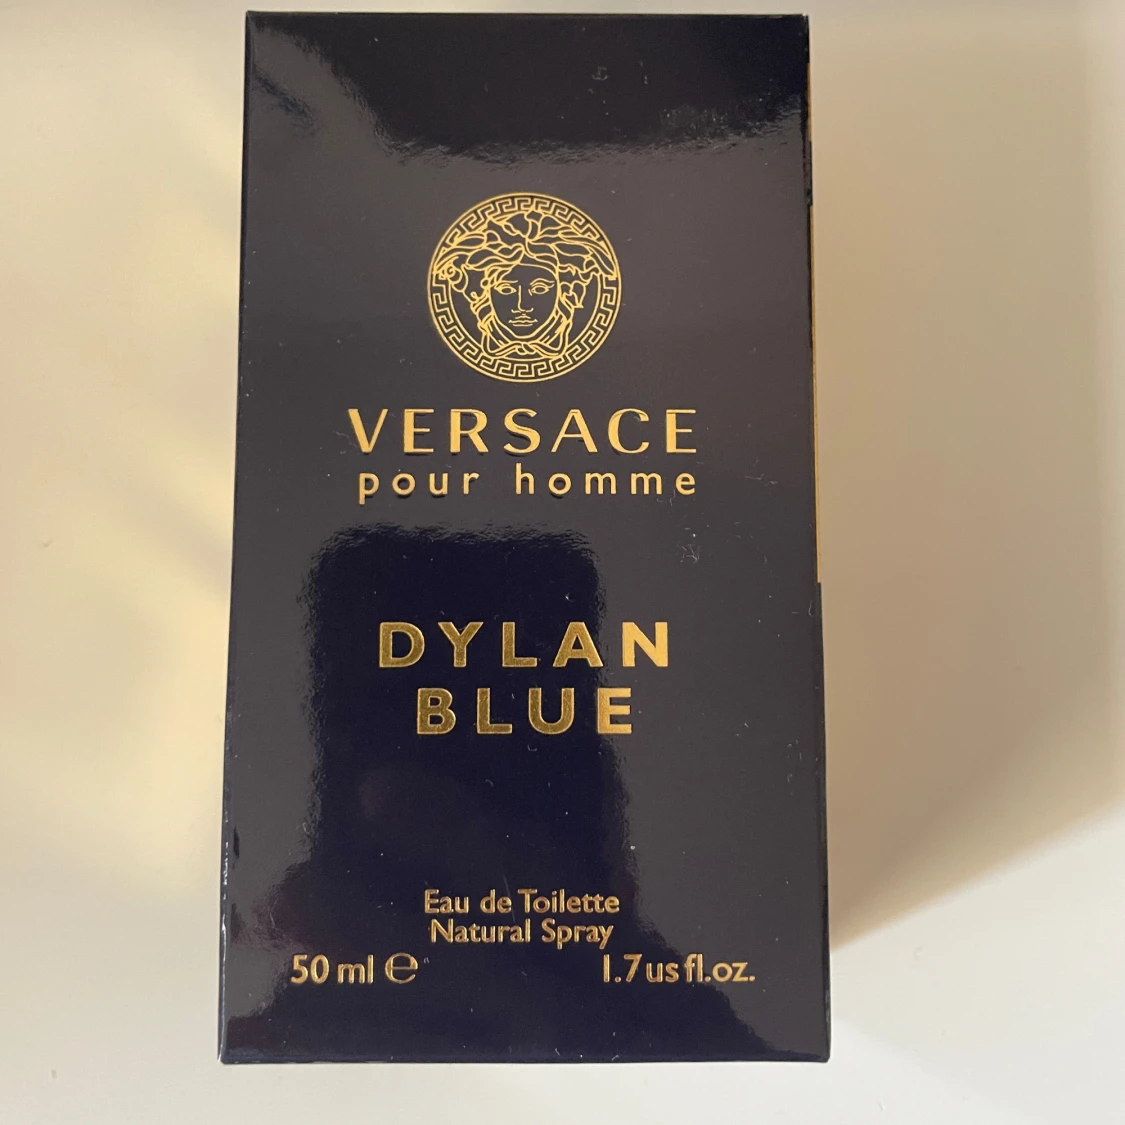 VERSACE
pour homme
DYLAN
BLUE
Eau de Toilette
Natural Spray
50 ml ℮ 1.7 us fl.oz.